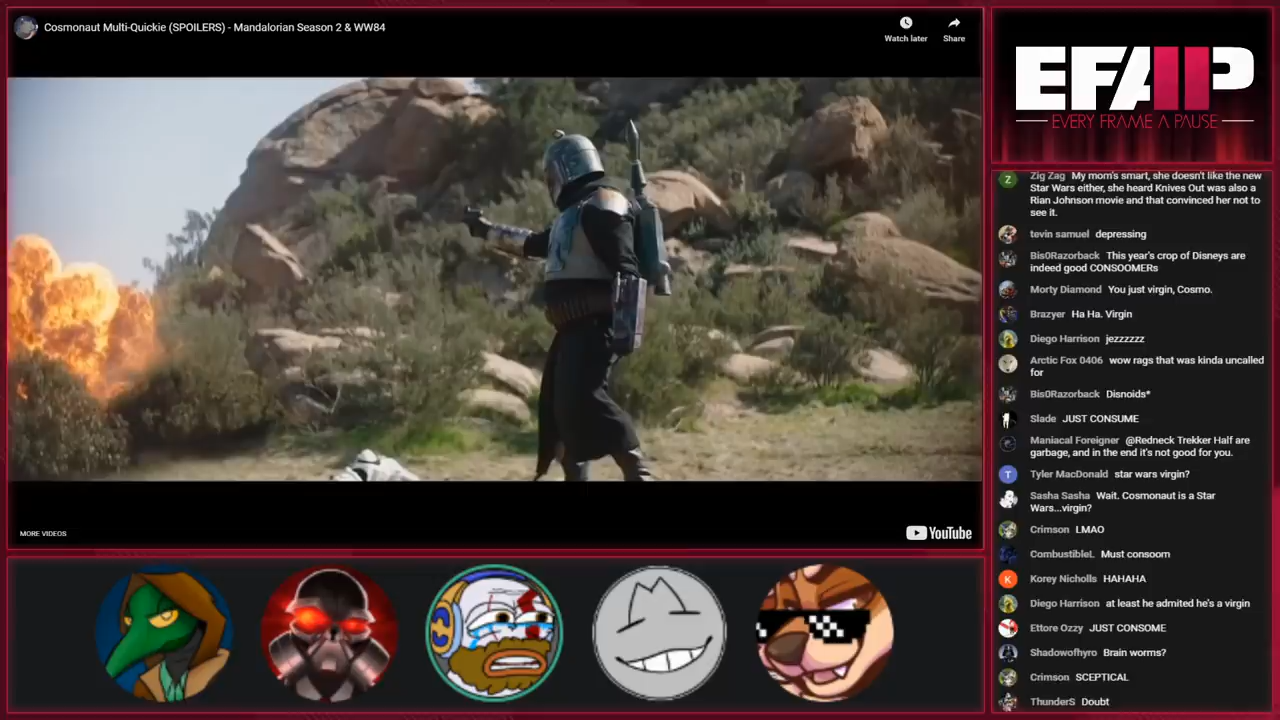 Cosmonaut Multi-Quickie (SPOILERS) - Mandalorian Season 2 & WW84
Watch later
Share
MORE VIDEOS
YouTube
EFAP
EVERY FRAME A PAUSE
Z
Zig Zag My mom's smart, she doesn't like the new
Star Wars either, she heard Knives Out was also a
Rian Johnson movie and that convinced her not to
see it.
tevin samuel depressing
Bis0Razorback This year's crop of Disneys are
indeed good CONSOOMERs
Morty Diamond You just virgin, Cosmo.
Brazyer Ha Ha. Virgin
Diego Harrison jezzzzzz
Arctic Fox 0406 wow rags that was kinda uncalled
for
Bis0Razorback Disnoids*
Slade JUST CONSUME
Maniacal Foreigner @Redneck Trekker Half are
garbage, and in the end it's not good for you.
T
Tyler MacDonald star wars virgin?
Sasha Sasha Wait. Cosmonaut is a Star
Wars...virgin?
Crimson LMAO
CombustibleL Must consoom
K
Korey Nicholls HAHAHA
Diego Harrison at least he admitted he's a virgin
Ettore Ozzy JUST CONSOME
Shadowofhyro Brain worms?
Crimson SCEPTICAL
ThunderS Doubt